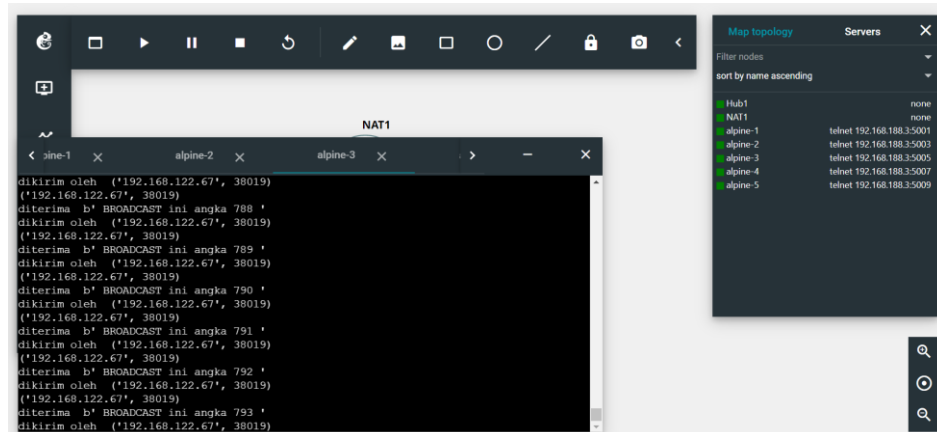 Map topology Servers
Filter nodes
sort by name ascending
Hub1 none
NAT1 none
alpine-1 telnet 192.168.188.3:5001
alpine-2 telnet 192.168.188.3:5003
alpine-3 telnet 192.168.188.3:5005
alpine-4 telnet 192.168.188.3:5007
alpine-5 telnet 192.168.188.3:5009
NAT1
pine-1 alpine-2 alpine-3
dikirim oleh ('192.168.122.67', 38019)
('192.168.122.67', 38019)
diterima b' BROADCAST ini angka 788 '
dikirim oleh ('192.168.122.67', 38019)
('192.168.122.67', 38019)
diterima b' BROADCAST ini angka 789 '
dikirim oleh ('192.168.122.67', 38019)
('192.168.122.67', 38019)
diterima b' BROADCAST ini angka 790 '
dikirim oleh ('192.168.122.67', 38019)
('192.168.122.67', 38019)
diterima b' BROADCAST ini angka 791 '
dikirim oleh ('192.168.122.67', 38019)
('192.168.122.67', 38019)
diterima b' BROADCAST ini angka 792 '
dikirim oleh ('192.168.122.67', 38019)
('192.168.122.67', 38019)
diterima b' BROADCAST ini angka 793 '
dikirim oleh ('192.168.122.67', 38019)